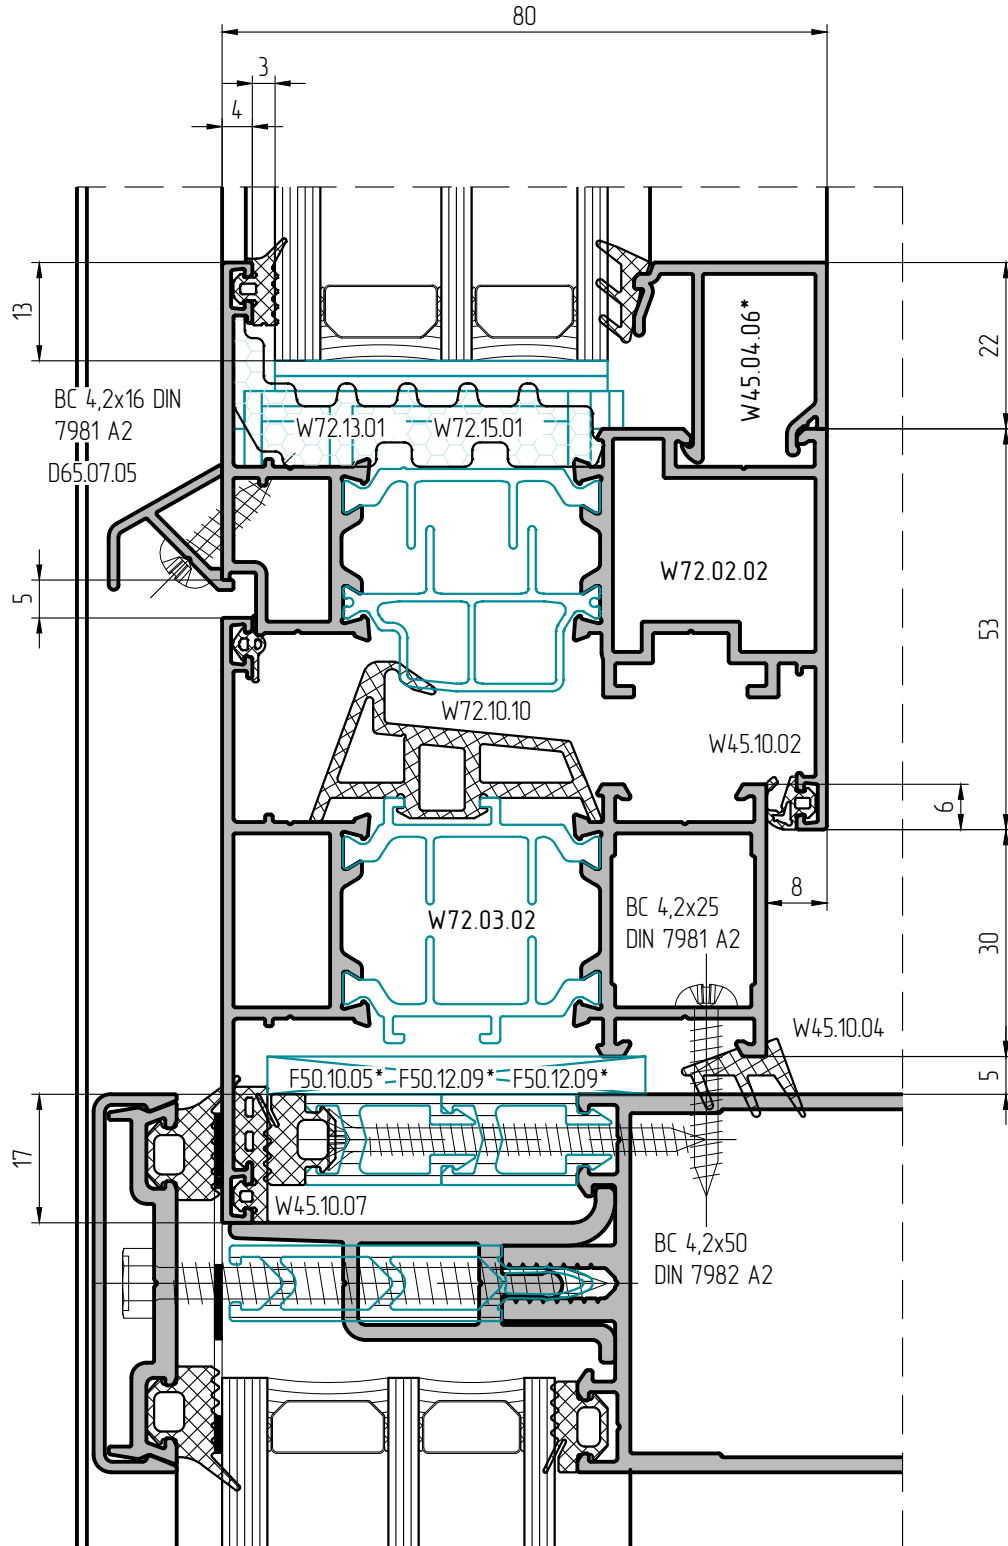 80
3
4
13
22
W45.04.06*
BC 4,2x16 DIN
7981 A2
D65.07.05
W72.13.01
W72.15.01
W72.02.02
5
53
W72.10.10
W45.10.02
6
8
W72.03.02
BC 4,2x25
DIN 7981 A2
30
W45.10.04
F50.10.05*
F50.12.09*
F50.12.09*
5
17
W45.10.07
BC 4,2x50
DIN 7982 A2